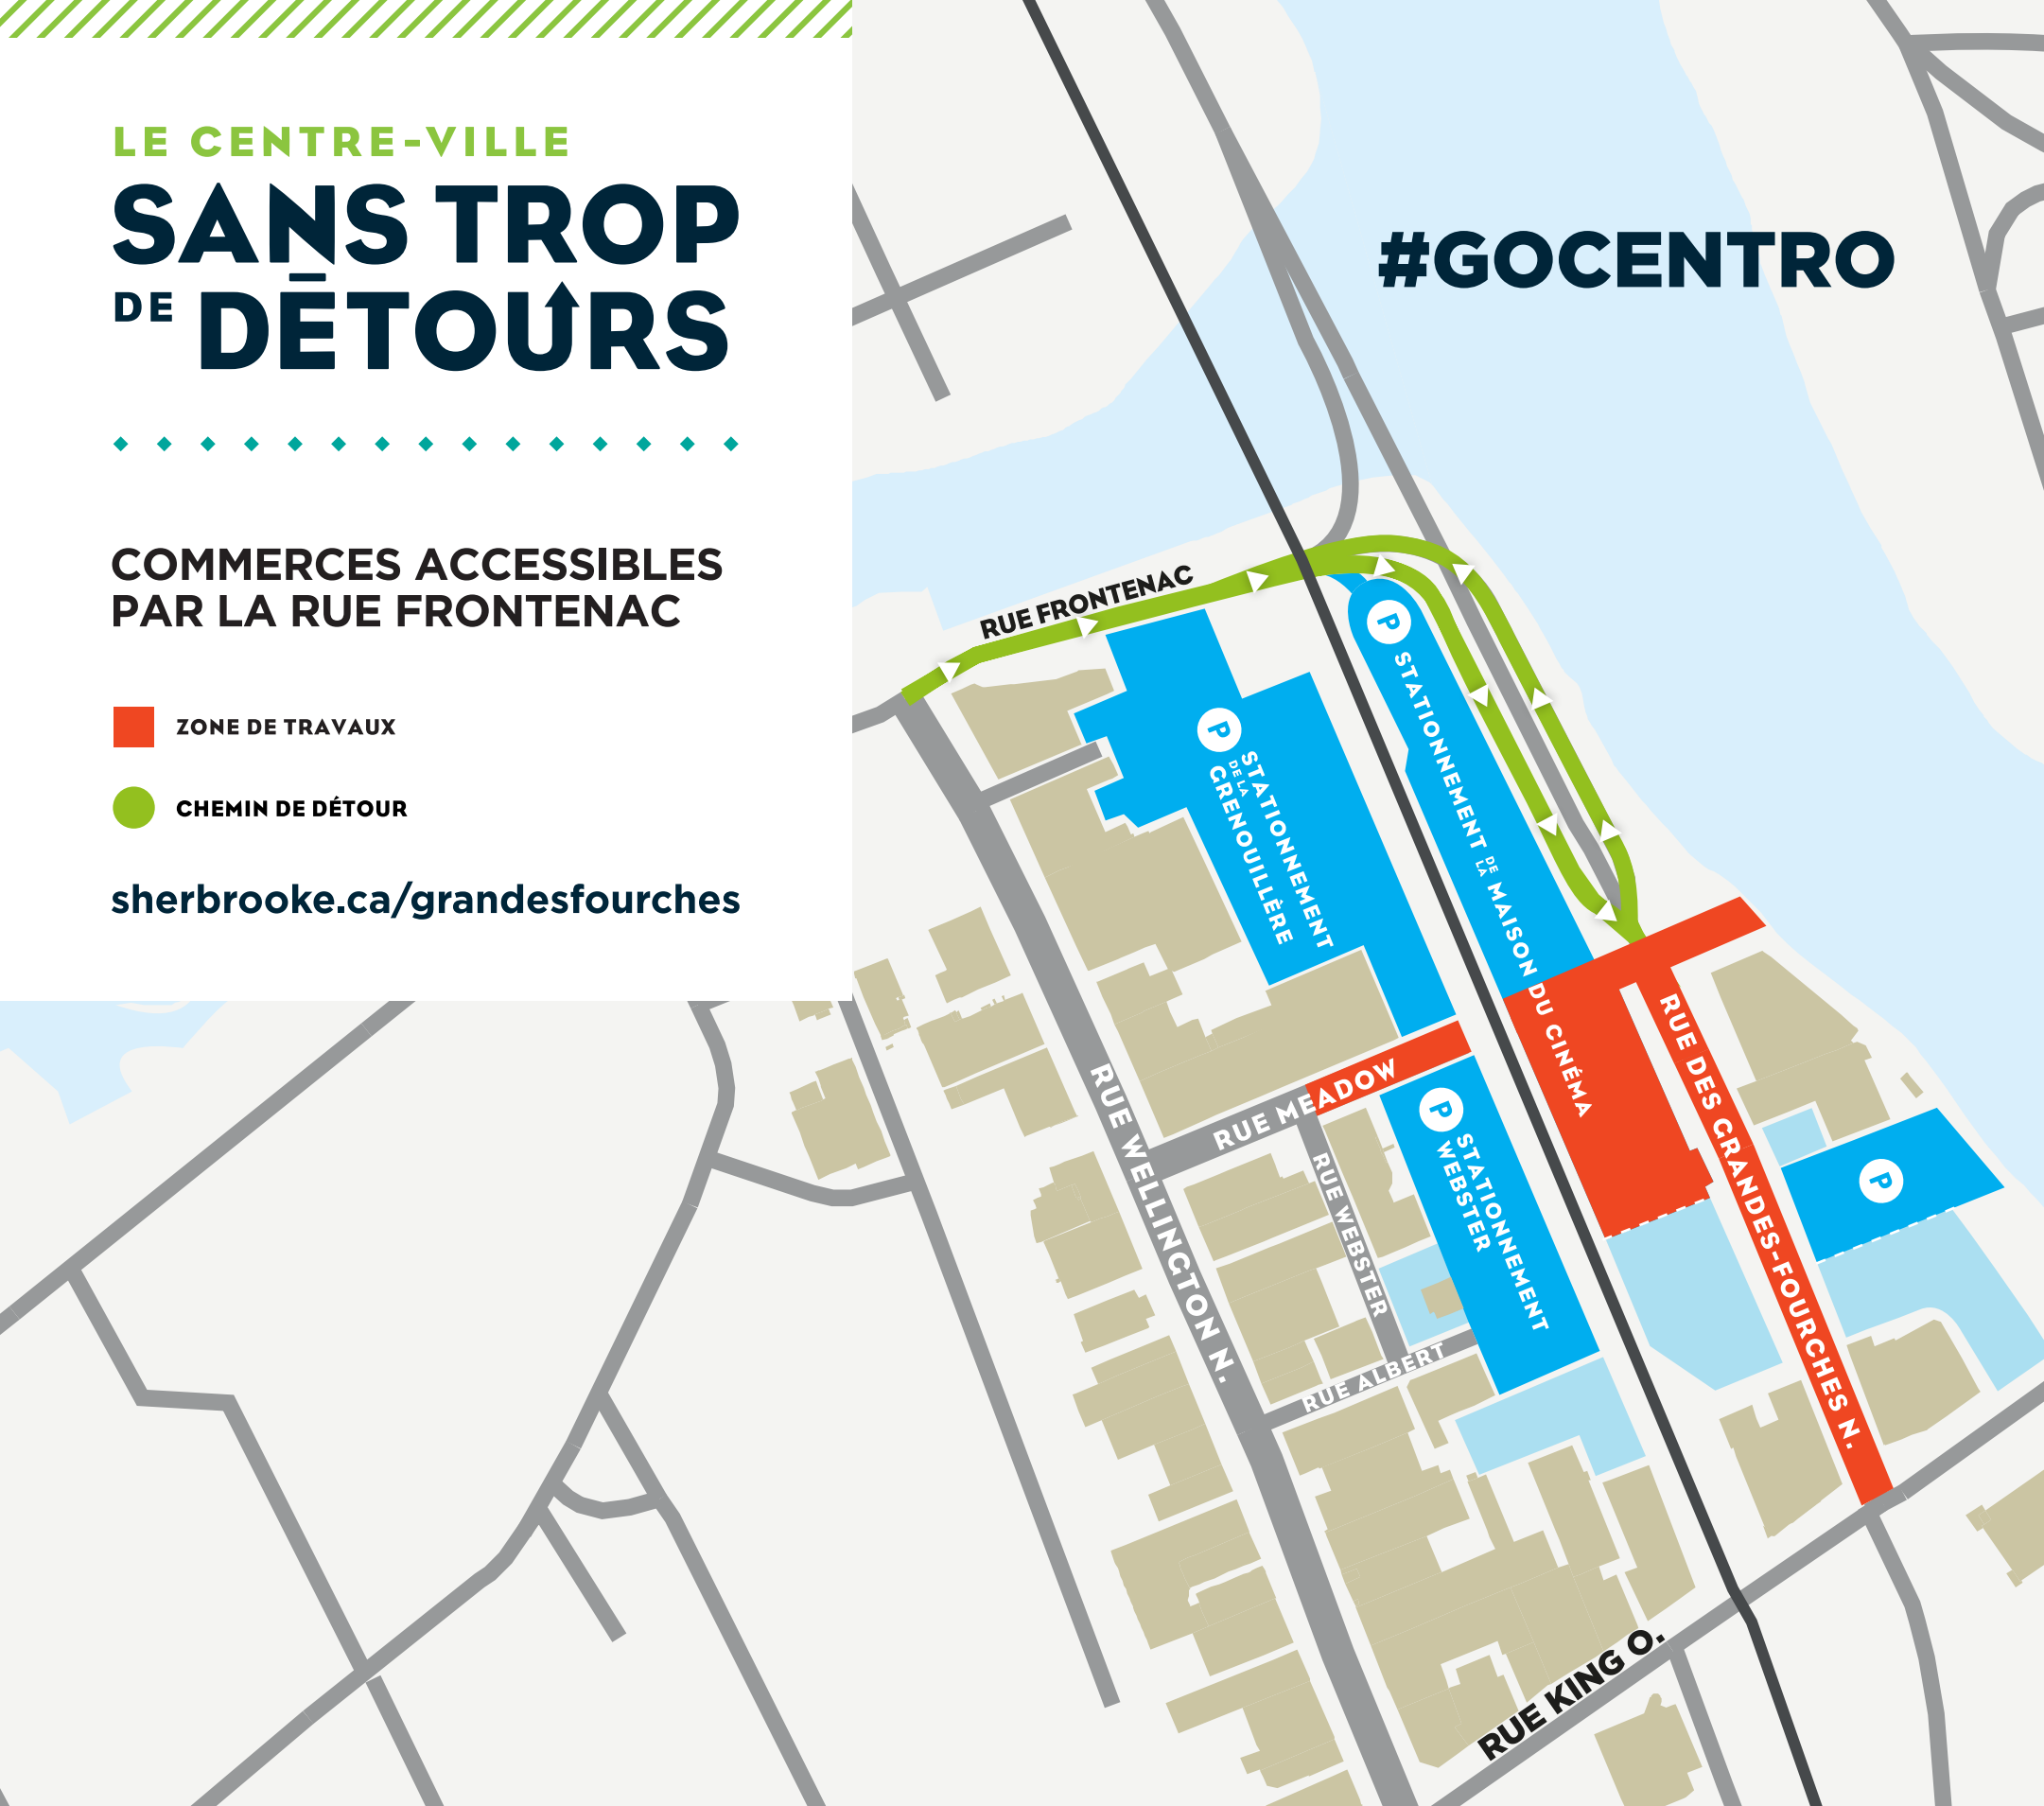 LE CENTRE-VILLE
SANS TROP
DE DÉTOURS
COMMERCES ACCESSIBLES
PAR LA RUE FRONTENAC
ZONE DE TRAVAUX
CHEMIN DE DÉTOUR
sherbrooke.ca/grandesfourches
#GOCENTRO
RUE FRONTENAC
P
STATIONNEMENT DE LA MAISON DU CINÉMA
P
STATIONNEMENT
DE LA
GRENOUILLÈRE
RUE MEADOW
RUE WELLINGTON N.
RUE WEBSTER
P
STATIONNEMENT
WEBSTER
RUE ALBERT
RUE DES GRANDES-FOURCHES N.
P
RUE KING O.